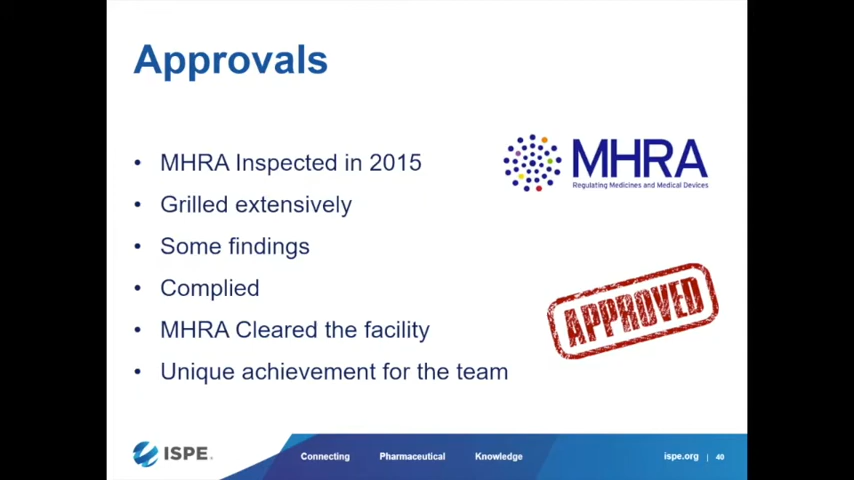 Approvals
MHRA
Regulating Medicines and Medical Devices
• MHRA Inspected in 2015
• Grilled extensively
• Some findings
• Complied
• MHRA Cleared the facility
• Unique achievement for the team
APPROVED
ISPE.
Connecting Pharmaceutical Knowledge
ispe.org | 40